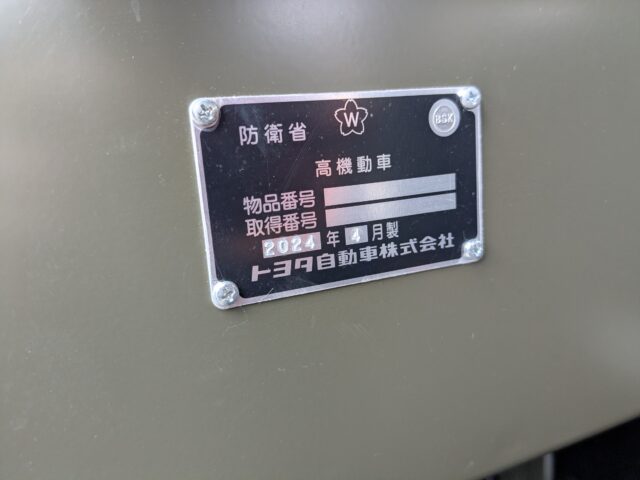 防衛省 W BSK
高機動車
物品番号
取得番号
2024年4月製
トヨタ自動車株式会社